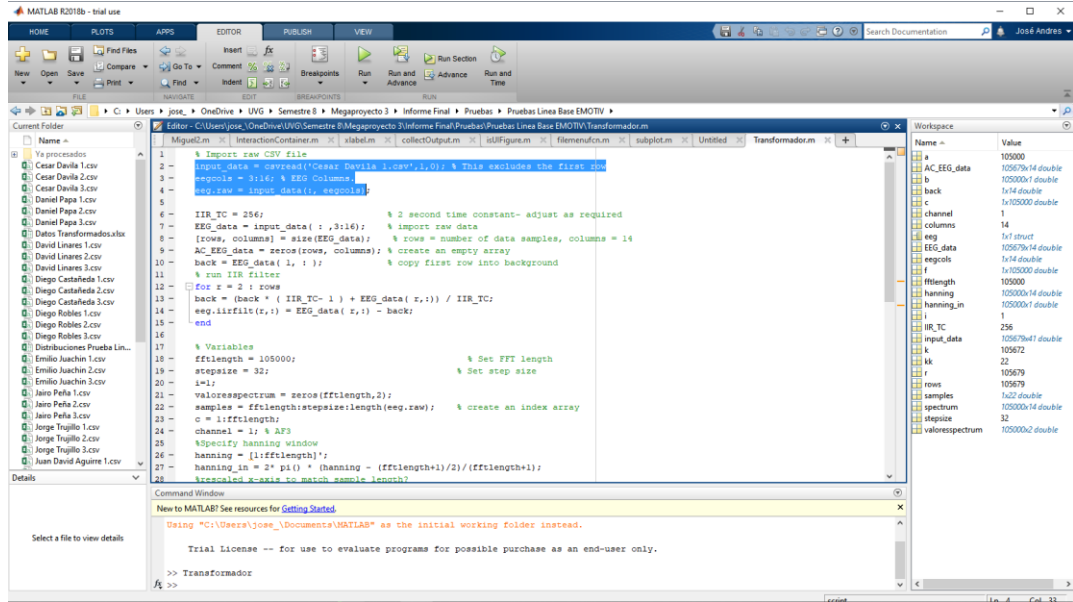 MATLAB R2018b - trial use
HOME PLOTS APPS EDITOR PUBLISH VIEW Search Documentation José Andres
New Open Save Find Files Compare Print Go To Find Insert fx Comment Indent Breakpoints Run Run and Advance Run Section Advance Run and Time
FILE NAVIGATE EDIT BREAKPOINTS RUN
C: Users jose_ OneDrive UVG Semestre 8 Megaproyecto 3 Informe Final Pruebas Pruebas Linea Base EMOTIV
Current Folder
Name
Ya procesados
Cesar Davila 1.csv
Cesar Davila 2.csv
Cesar Davila 3.csv
Daniel Papa 1.csv
Daniel Papa 2.csv
Daniel Papa 3.csv
Datos Transformados.xlsx
David Linares 1.csv
David Linares 2.csv
David Linares 3.csv
Diego Castañeda 1.csv
Diego Castañeda 2.csv
Diego Castañeda 3.csv
Diego Robles 1.csv
Diego Robles 2.csv
Diego Robles 3.csv
Distribuciones Prueba Lin...
Emilio Juachin 1.csv
Emilio Juachin 2.csv
Emilio Juachin 3.csv
Jairo Peña 1.csv
Jairo Peña 2.csv
Jairo Peña 3.csv
Jorge Trujillo 1.csv
Jorge Trujillo 2.csv
Jorge Trujillo 3.csv
Juan David Aguirre 1.csv
Details
Select a file to view details
Editor - C:\Users\jose_\OneDrive\UVG\Semestre 8\Megaproyecto 3\Informe Final\Pruebas\Pruebas Linea Base EMOTIV\Transformador.m
Miguel2.m InteractionContainer.m xlabel.m collectOutput.m isUIFigure.m filemenufcn.m subplot.m Untitled Transformador.m +
1 % Import raw CSV file
2 - input_data = csvread('Cesar Davila 1.csv',1,0); % This excludes the first row
3 - eegcols = 3:16; % EEG Columns.
4 - eeg.raw = input_data(:, eegcols);
5
6 - IIR_TC = 256; % 2 second time constant- adjust as required
7 - EEG_data = input_data( : ,3:16); % import raw data
8 - [rows, columns] = size(EEG_data); % rows = number of data samples, columns = 14
9 - AC_EEG_data = zeros(rows, columns); % create an empty array
10 - back = EEG_data( 1, : ); % copy first row into background
11 % run IIR filter
12 - for r = 2 : rows
13 - back = (back * ( IIR_TC- 1 ) + EEG_data( r,:)) / IIR_TC;
14 - eeg.iirfilt(r,:) = EEG_data( r,:) - back;
15 - end
16
17 % Variables
18 - fftlength = 105000; % Set FFT length
19 - stepsize = 32; % Set step size
20 - i=1;
21 - valoresspectrum = zeros(fftlength,2);
22 - samples = fftlength:stepsize:length(eeg.raw); % create an index array
23 - c = 1:fftlength;
24 - channel = 1; % AF3
25 %Specify hanning window
26 - hanning = [1:fftlength]';
27 - hanning_in = 2* pi() * (hanning - (fftlength+1)/2)/(fftlength+1);
28 %rescaled x-axis to match sample length?
Command Window
New to MATLAB? See resources for Getting Started.
Using "C:\Users\jose_\Documents\MATLAB" as the initial working folder instead.
Trial License -- for use to evaluate programs for possible purchase as an end-user only.
>> Transformador
fx >>
Workspace
Name Value
a 105000
AC_EEG_data 105679x14 double
b 105000x1 double
back 1x14 double
c 1x105000 double
channel 1
columns 14
eeg 1x1 struct
EEG_data 105679x14 double
eegcols 1x14 double
f 1x105000 double
fftlength 105000
hanning 105000x14 double
hanning_in 105000x1 double
i 1
IIR_TC 256
input_data 105679x41 double
k 105672
kk 22
r 105679
rows 105679
samples 1x22 double
spectrum 105000x14 double
stepsize 32
valoresspectrum 105000x2 double
script Ln 4 Col 33